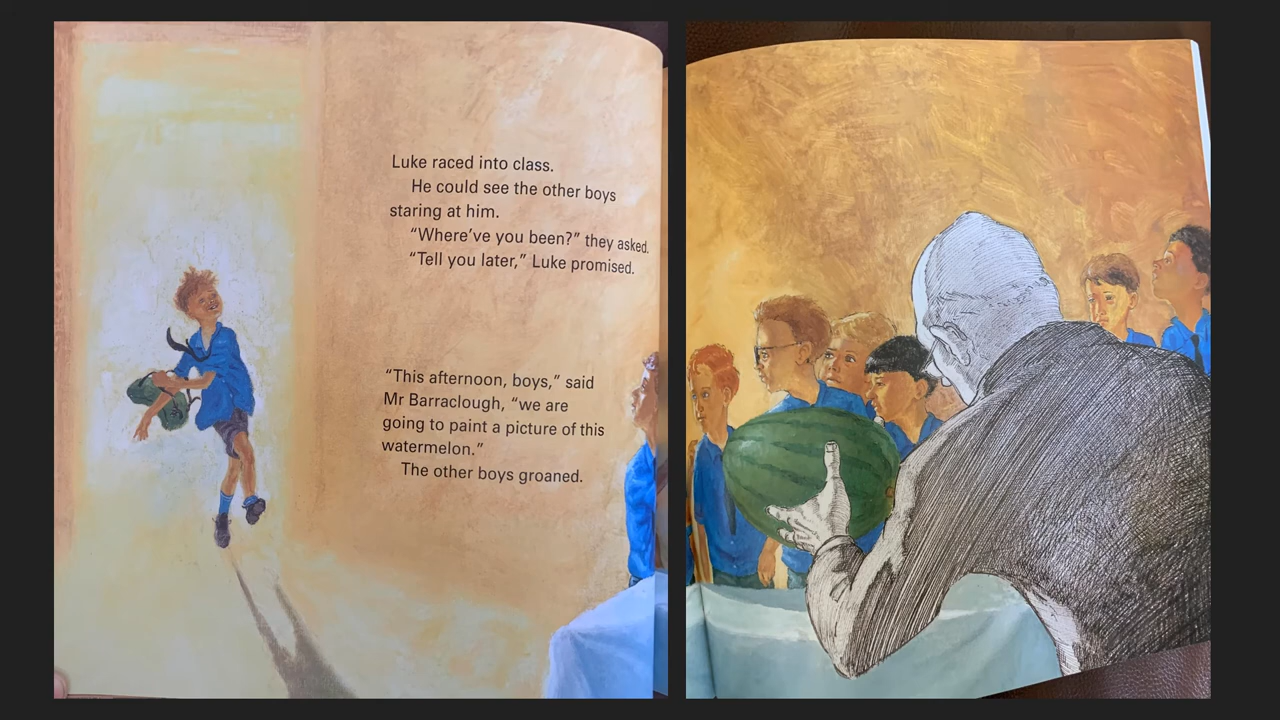 Luke raced into class.
He could see the other boys
staring at him.
“Where’ve you been?” they asked.
“Tell you later,” Luke promised.
“This afternoon, boys,” said
Mr Barraclough, “we are
going to paint a picture of this
watermelon.”
The other boys groaned.